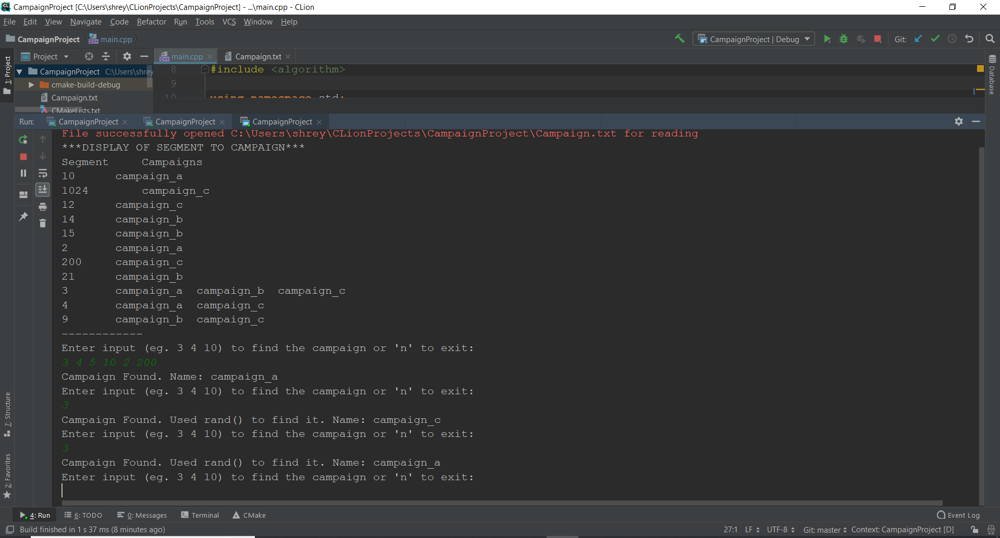 CampaignProject [C:\Users\shrey\CLionProjects\CampaignProject] - ...\main.cpp - CLion
File Edit View Navigate Code Refactor Run Tools VCS Window Help
CampaignProject main.cpp
CampaignProject | Debug
Git:
Project
main.cpp
Campaign.txt
1: Project
CampaignProject C:\Users\shrey
cmake-build-debug
Campaign.txt
CMakeLists.txt
8 #include <algorithm>
9
10 using namespace std;
Database
Run: CampaignProject CampaignProject CampaignProject
File successfully opened C:\Users\shrey\CLionProjects\CampaignProject\Campaign.txt for reading
***DISPLAY OF SEGMENT TO CAMPAIGN***
Segment Campaigns
10 campaign_a
1024 campaign_c
12 campaign_c
14 campaign_b
15 campaign_b
2 campaign_a
200 campaign_c
21 campaign_b
3 campaign_a campaign_b campaign_c
4 campaign_a campaign_c
9 campaign_b campaign_c
------------
Enter input (eg. 3 4 10) to find the campaign or 'n' to exit:
3 4 5 10 2 200
Campaign Found. Name: campaign_a
Enter input (eg. 3 4 10) to find the campaign or 'n' to exit:
3
Campaign Found. Used rand() to find it. Name: campaign_c
Enter input (eg. 3 4 10) to find the campaign or 'n' to exit:
3
Campaign Found. Used rand() to find it. Name: campaign_a
Enter input (eg. 3 4 10) to find the campaign or 'n' to exit:
7: Structure
2: Favorites
4: Run 6: TODO 0: Messages Terminal CMake Event Log
Build finished in 1 s 37 ms (8 minutes ago) 27:1 LF UTF-8 Git: master Context: CampaignProject [D]